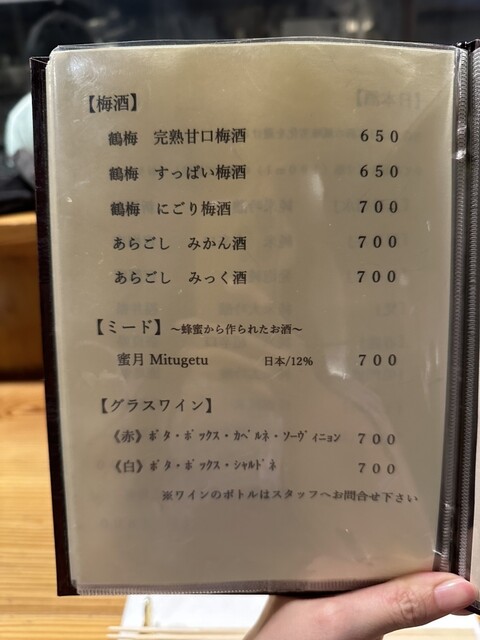 【梅酒】
鶴梅 完熟甘口梅酒 650
鶴梅 すっぱい梅酒 650
鶴梅 にごり梅酒 700
あらごし みかん酒 700
あらごし みっく酒 700
【ミード】 ～蜂蜜から作られたお酒～
蜜月 Mitugetu 日本/12% 700
【グラスワイン】
《赤》ﾎﾞﾀ・ﾎﾞｯｸｽ・ｶﾍﾞﾙﾈ・ｿｰｳﾞｨﾆｮﾝ 700
《白》ﾎﾞﾀ・ﾎﾞｯｸｽ・ｼｬﾙﾄﾞﾈ 700
※ワインのボトルはスタッフへお問合せ下さい